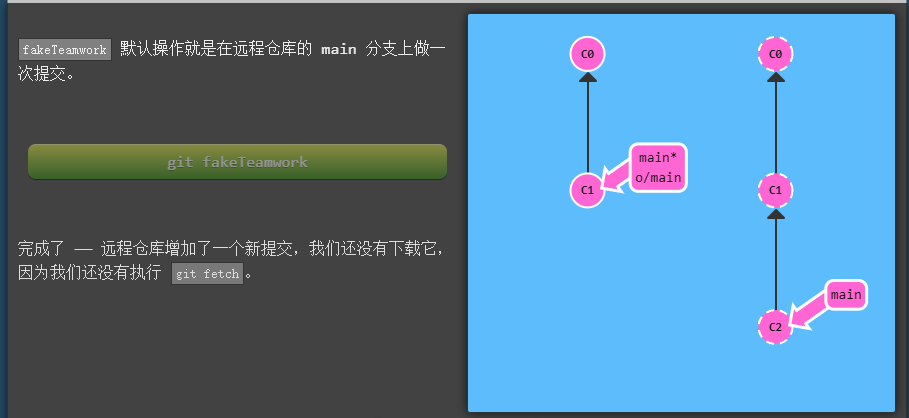 fakeTeamwork 默认操作就是在远程仓库的 main 分支上做一
次提交。
git fakeTeamwork
完成了 —— 远程仓库增加了一个新提交，我们还没有下载它，
因为我们还没有执行 git fetch。
C0
C1
main*
o/main
C0
C1
C2
main